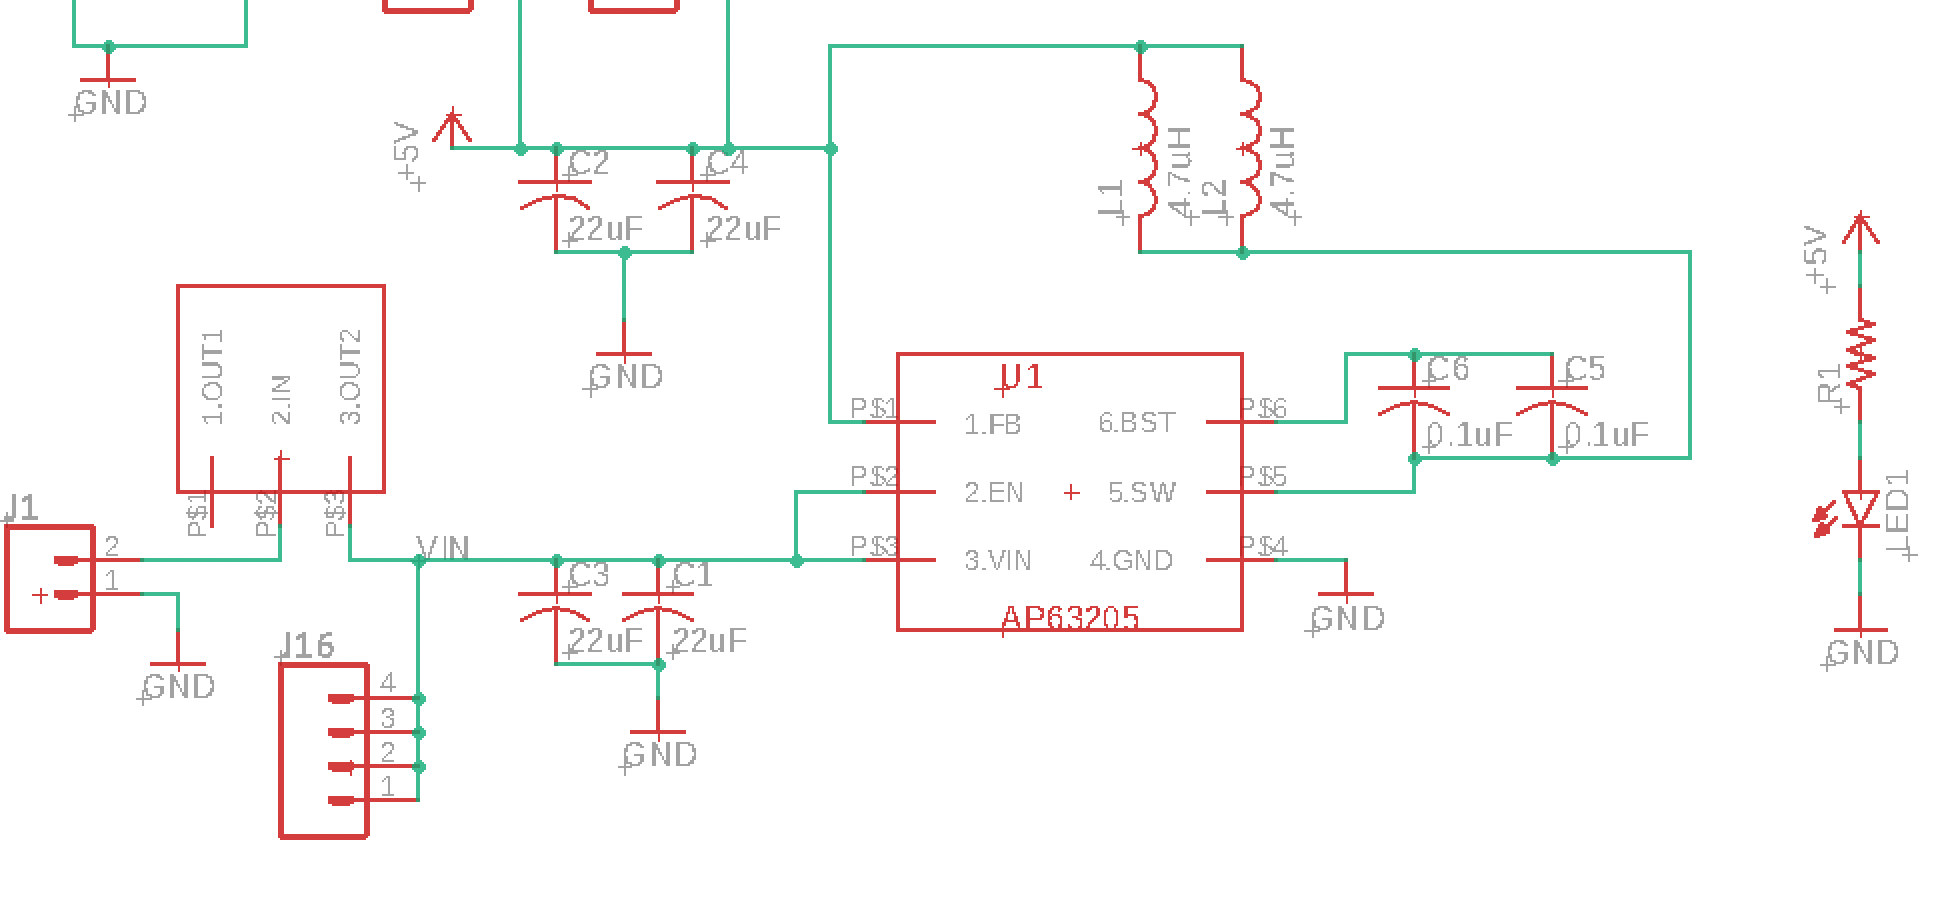 GND
+5V
C2
C4
22uF
22uF
GND
L1
4.7uH
L2
4.7uH
+5V
R1
LED1
GND
1.OUT1
2.IN
3.OUT2
P$1
P$2
P$3
J1
2
1
GND
VIN
J16
4
3
2
1
C3
C1
22uF
22uF
GND
U1
P$1
1.FB
6.BST
P$6
P$2
2.EN
5.SW
P$5
P$3
3.VIN
4.GND
P$4
AP63205
C6
C5
0.1uF
0.1uF
GND